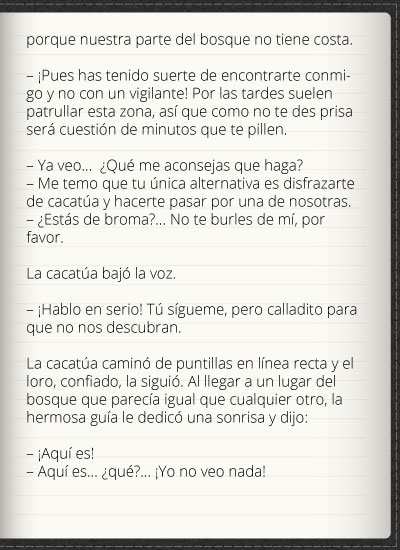 porque nuestra parte del bosque no tiene costa.
– ¡Pues has tenido suerte de encontrarte conmi-
go y no con un vigilante! Por las tardes suelen
patrullar esta zona, así que como no te des prisa
será cuestión de minutos que te pillen.
– Ya veo... ¿Qué me aconsejas que haga?
– Me temo que tu única alternativa es disfrazarte
de cacatúa y hacerte pasar por una de nosotras.
– ¿Estás de broma?... No te burles de mí, por
favor.
La cacatúa bajó la voz.
– ¡Hablo en serio! Tú sígueme, pero calladito para
que no nos descubran.
La cacatúa caminó de puntillas en línea recta y el
loro, confiado, la siguió. Al llegar a un lugar del
bosque que parecía igual que cualquier otro, la
hermosa guía le dedicó una sonrisa y dijo:
– ¡Aquí es!
– Aquí es... ¿qué?... ¡Yo no veo nada!